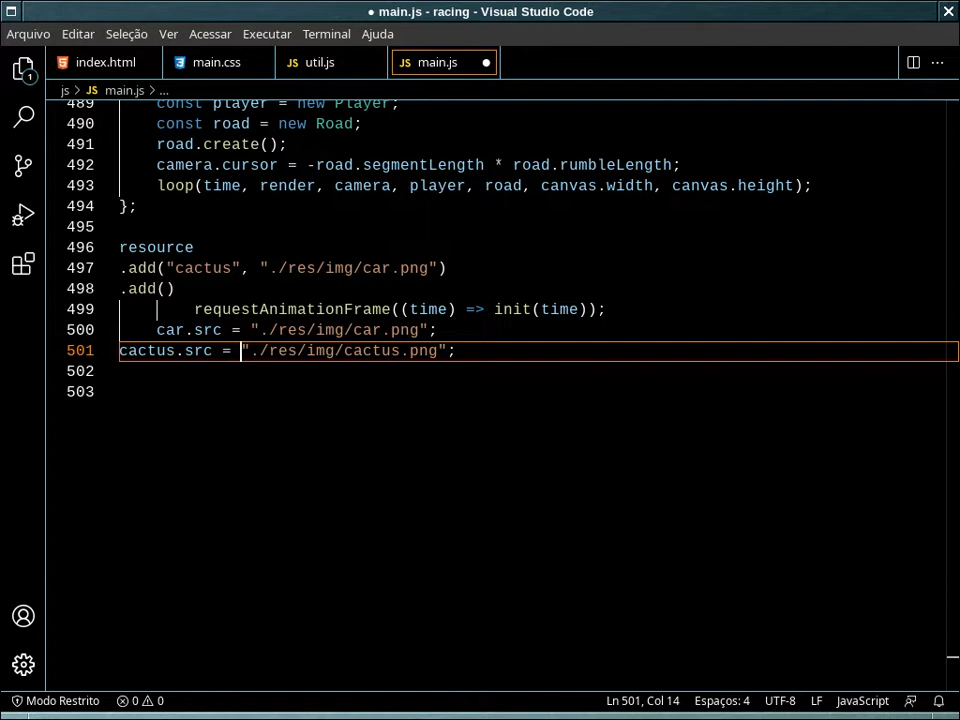 ● main.js - racing - Visual Studio Code
Arquivo Editar Seleção Ver Acessar Executar Terminal Ajuda
index.html main.css JS util.js JS main.js
js > JS main.js > ...
489 const player = new Player;
490 const road = new Road;
491 road.create();
492 camera.cursor = -road.segmentLength * road.rumbleLength;
493 loop(time, render, camera, player, road, canvas.width, canvas.height);
494 };
495
496 resource
497 .add("cactus", "./res/img/car.png")
498 .add()
499 requestAnimationFrame((time) => init(time));
500 car.src = "./res/img/car.png";
501 cactus.src = "./res/img/cactus.png";
502
503
1
Modo Restrito 0 0 Ln 501, Col 14 Espaços: 4 UTF-8 LF JavaScript